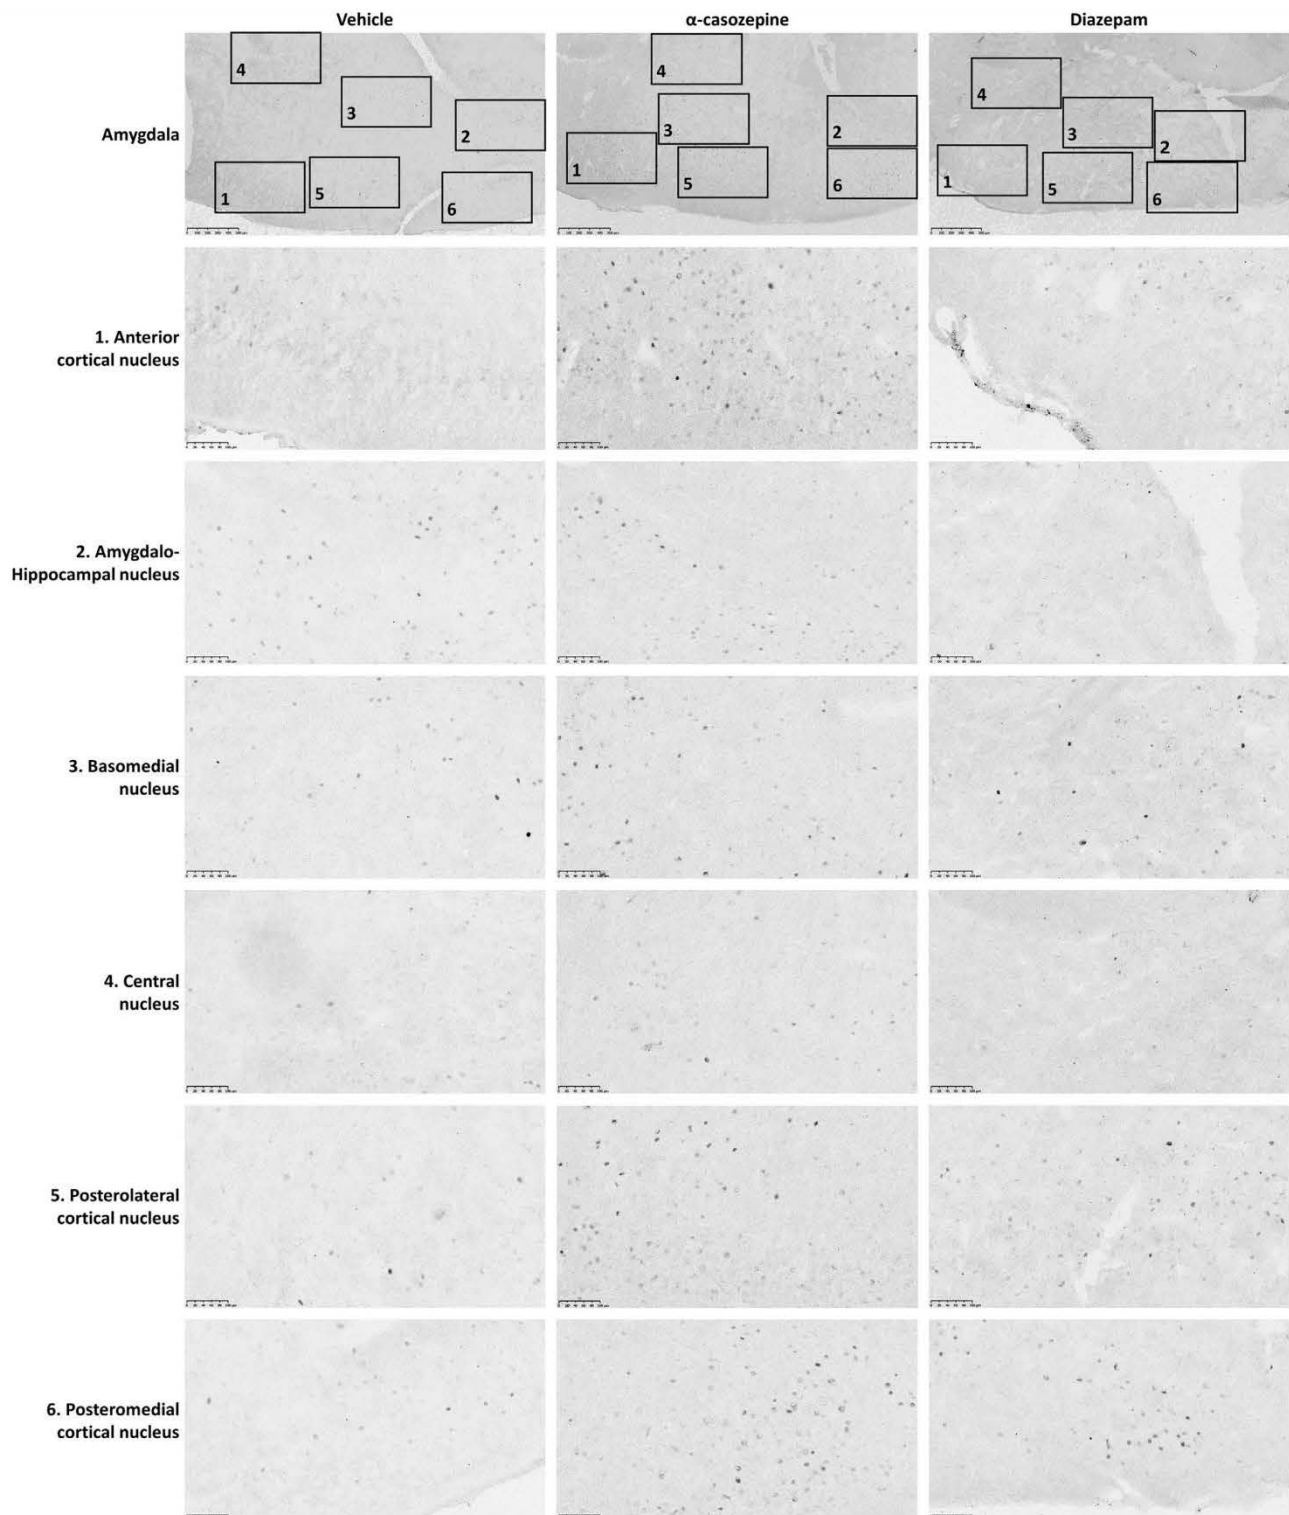 Vehicle
α-casozepine
Diazepam
Amygdala
4
3
2
1
5
6
4
3
2
1
5
6
4
3
2
1
5
6
1. Anterior
cortical nucleus
2. Amygdalo-
Hippocampal nucleus
3. Basomedial
nucleus
4. Central
nucleus
5. Posterolateral
cortical nucleus
6. Posteromedial
cortical nucleus